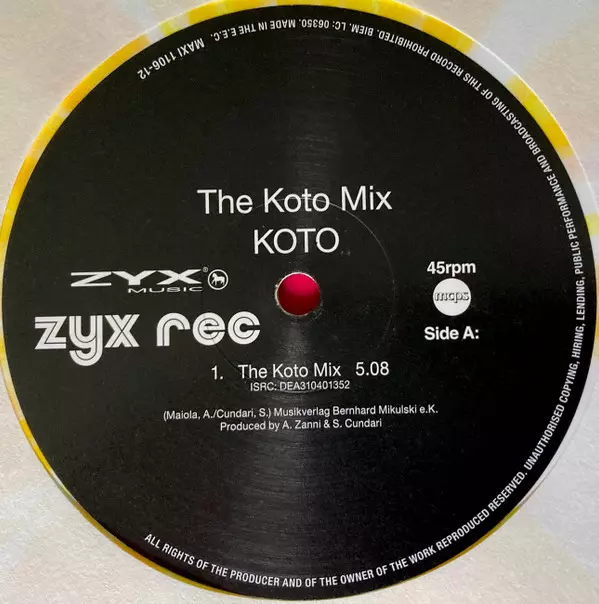 The Koto Mix
KOTO
ZYX®
MUSIC
zyx rec
45rpm
mcps
Side A:
1. The Koto Mix 5.08
ISRC: DEA310401352
(Maiola, A./Cundari, S.) Musikverlag Bernhard Mikulski e.K.
Produced by A. Zanni & S. Cundari
ALL RIGHTS OF THE PRODUCER AND OF THE OWNER OF THE WORK REPRODUCED RESERVED. UNAUTHORISED COPYING, HIRING, LENDING, PUBLIC PERFORMANCE AND BROADCASTING OF THIS RECORD PROHIBITED. BIEM. LC: 06350. MADE IN THE E.E.C. MAXI 1106-12